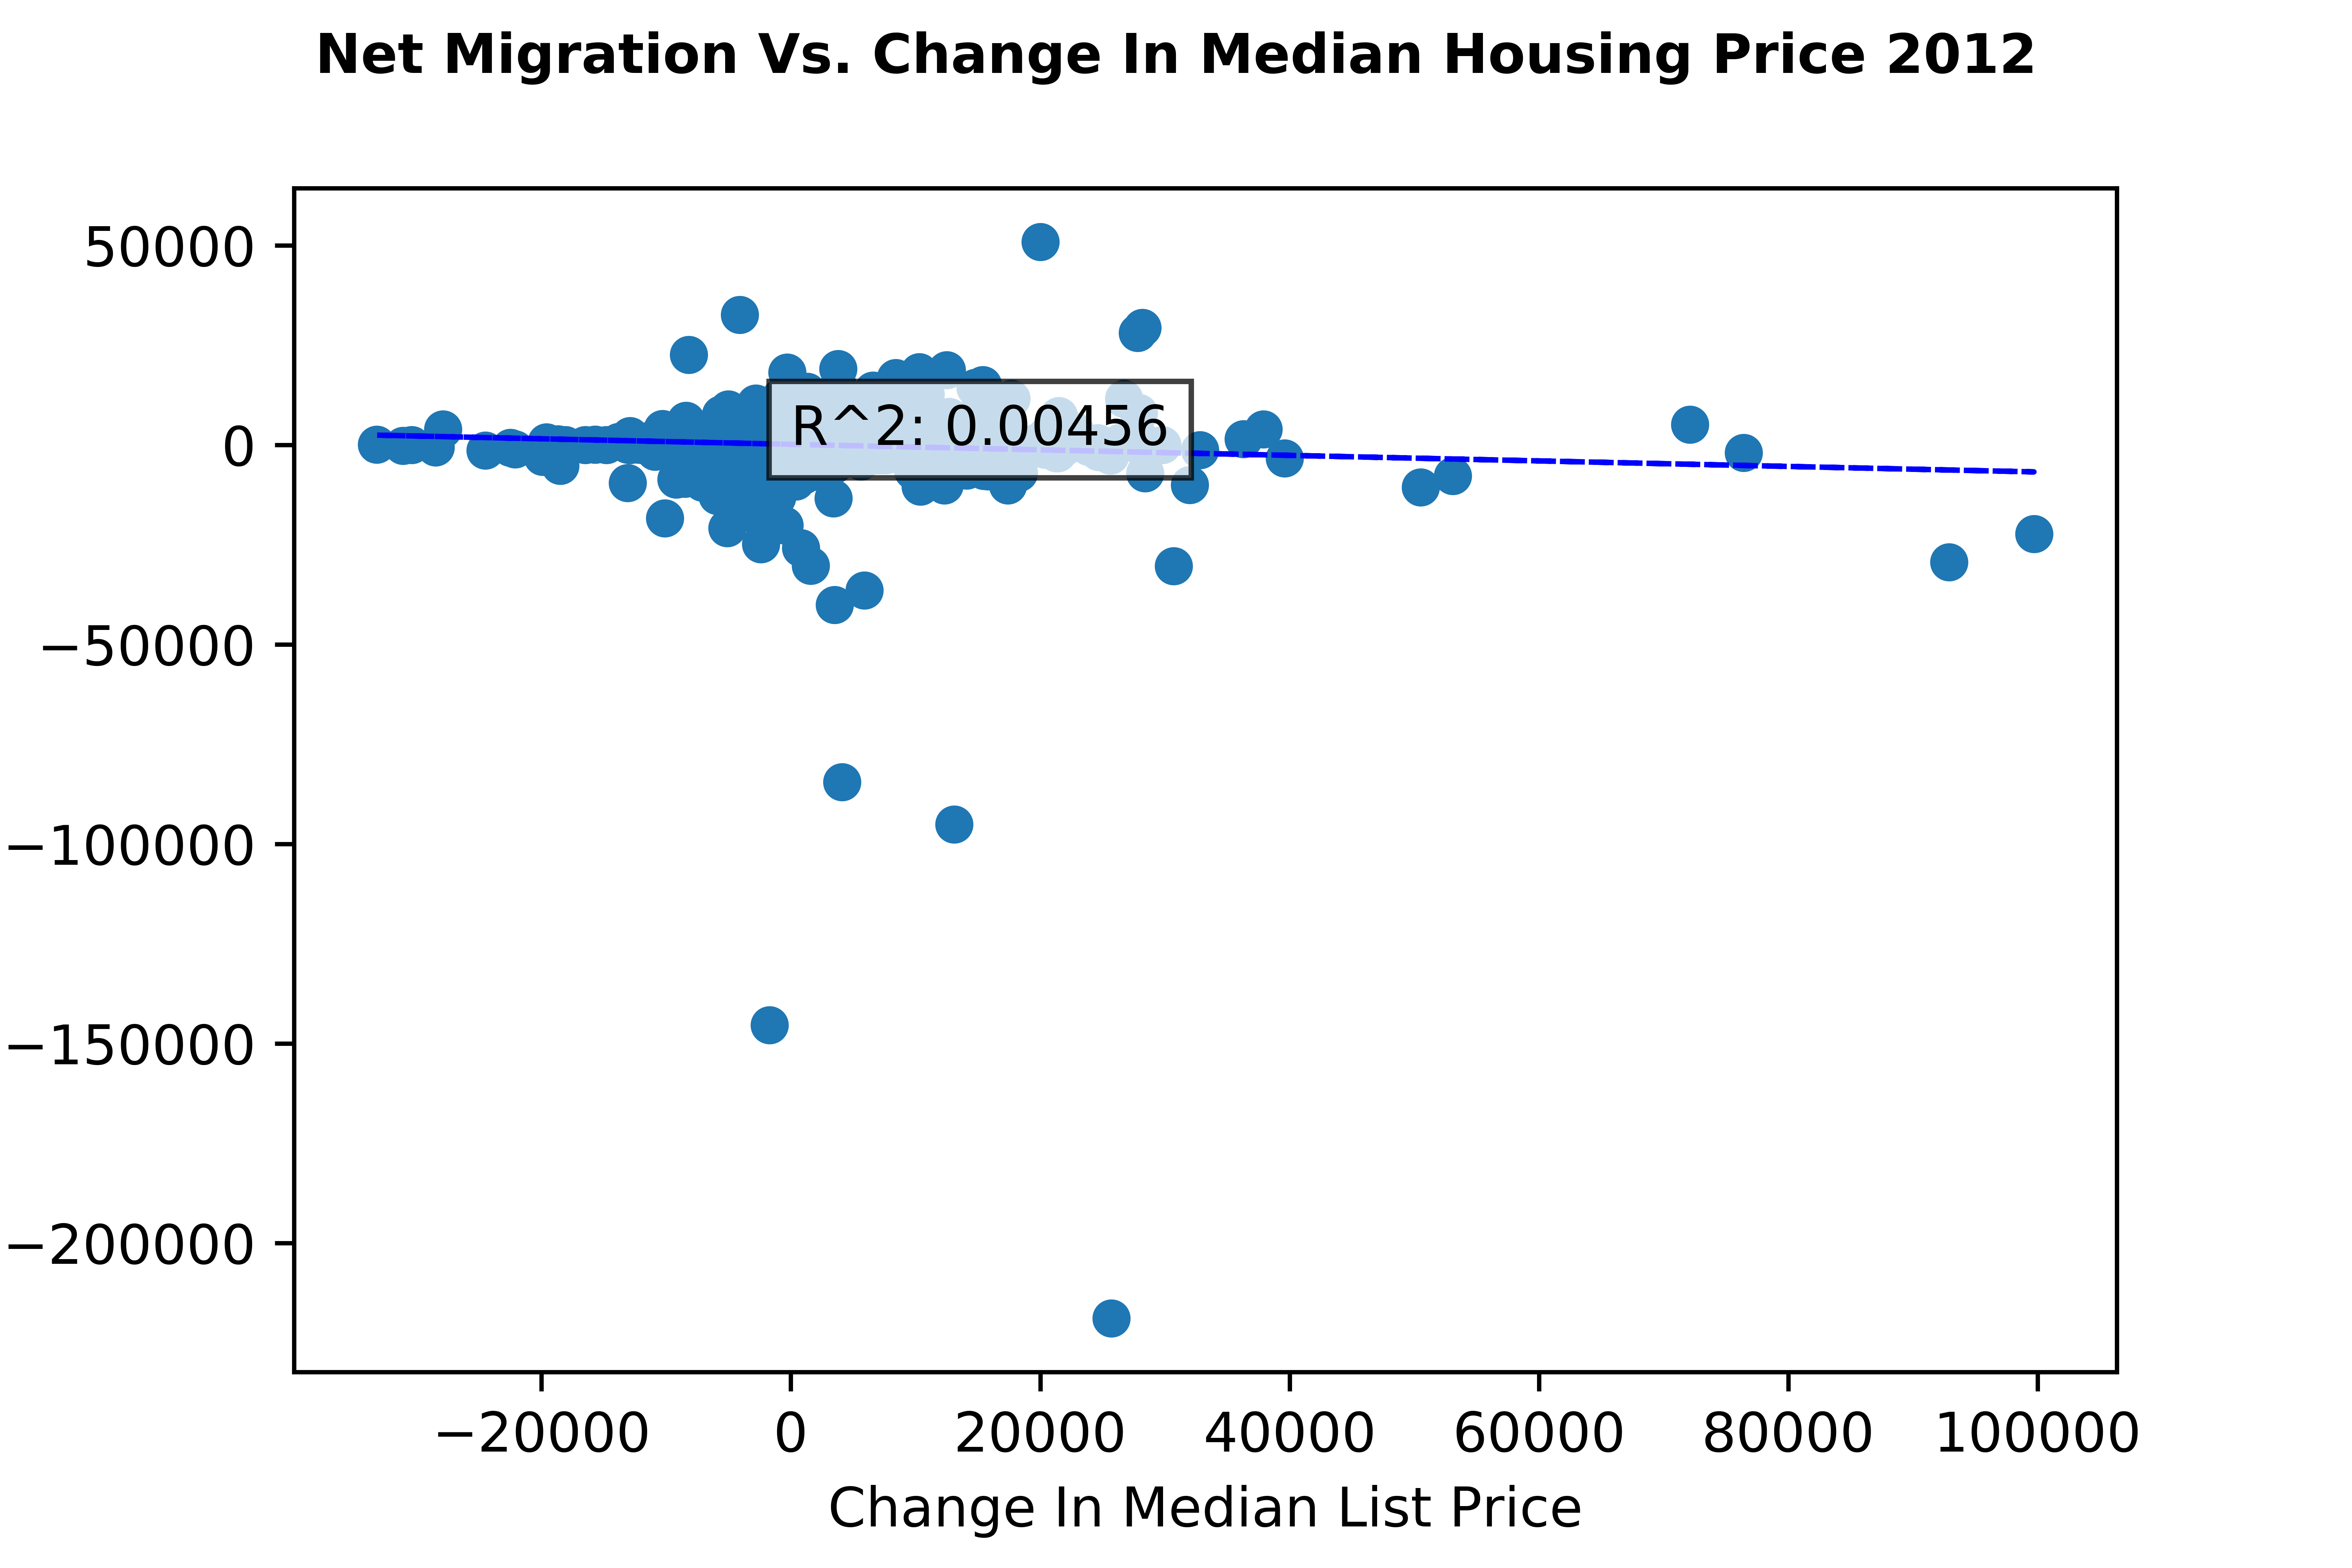 Net Migration Vs. Change In Median Housing Price 2012
50000
0
−50000
−100000
−150000
−200000
R^2: 0.00456
−20000 0 20000 40000 60000 80000 100000
Change In Median List Price